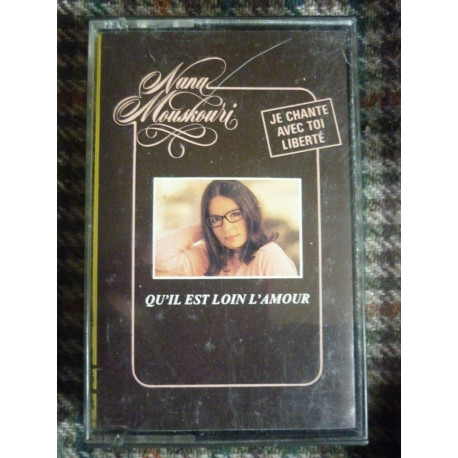 Nana
Mouskouri
JE CHANTE
AVEC TOI
LIBERTÉ
QU'IL EST LOIN L'AMOUR